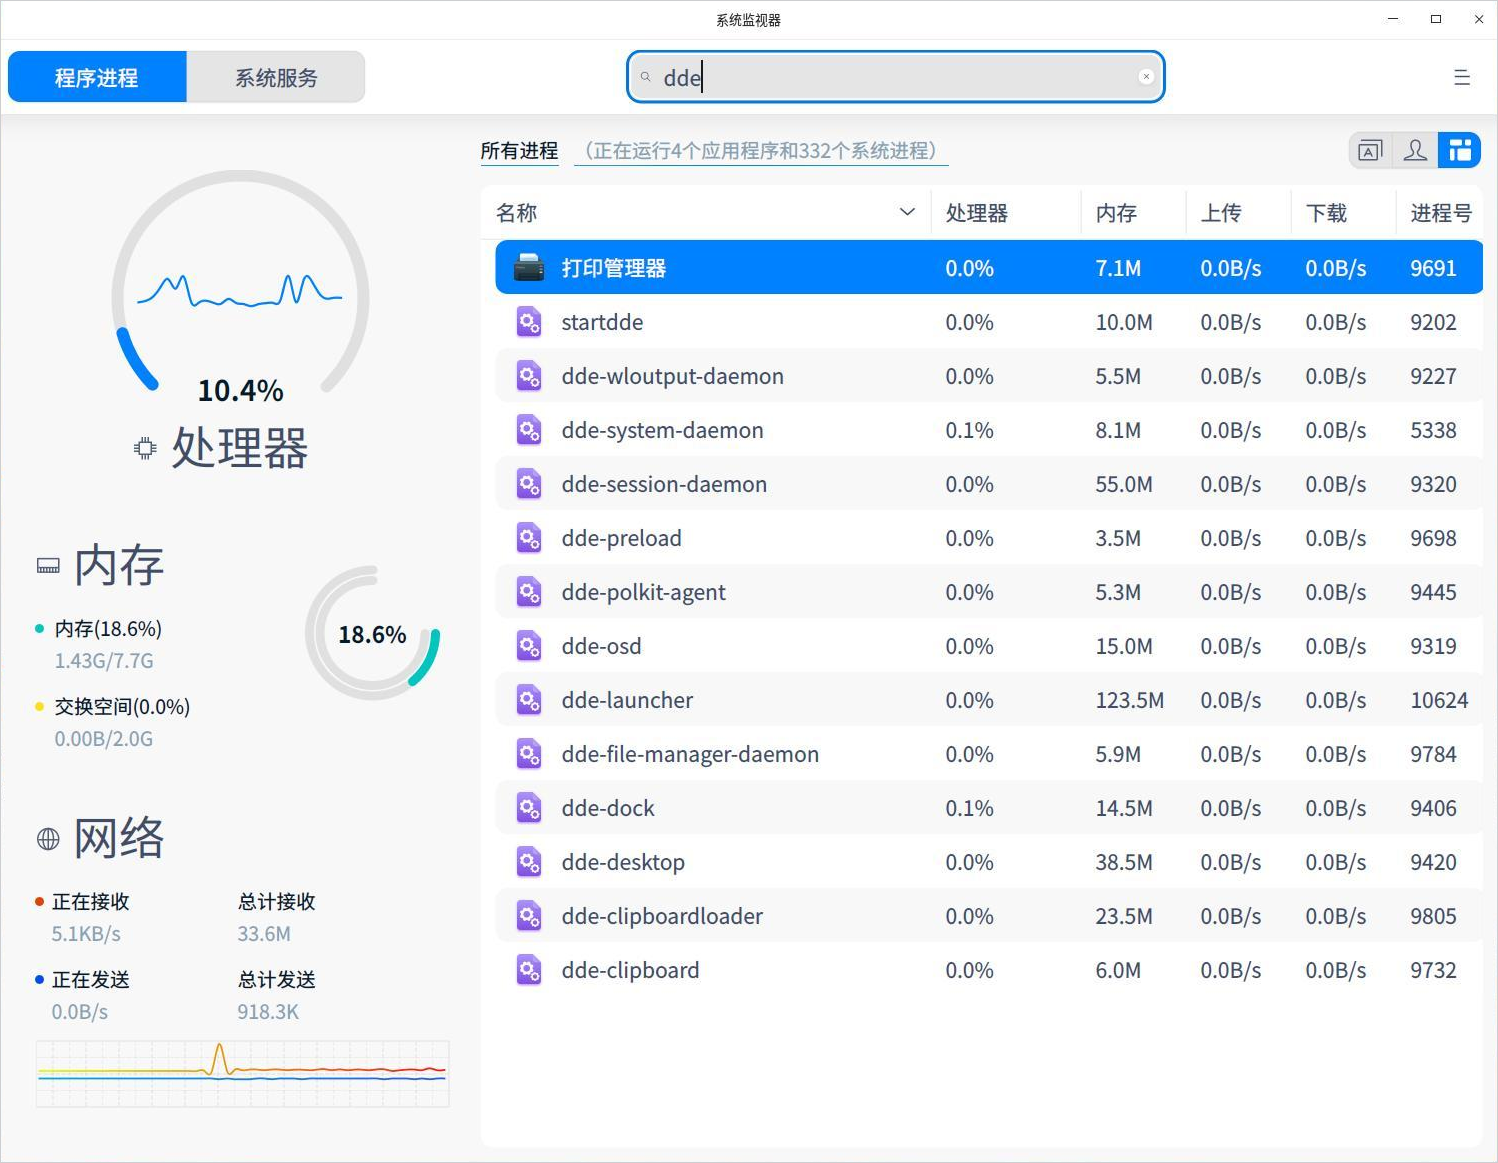 系统监视器
程序进程 系统服务 dde
所有进程 （正在运行4个应用程序和332个系统进程）
10.4%
处理器
内存
内存(18.6%)
1.43G/7.7G
18.6%
交换空间(0.0%)
0.00B/2.0G
网络
正在接收 总计接收
5.1KB/s 33.6M
正在发送 总计发送
0.0B/s 918.3K
名称 处理器 内存 上传 下载 进程号
打印管理器 0.0% 7.1M 0.0B/s 0.0B/s 9691
startdde 0.0% 10.0M 0.0B/s 0.0B/s 9202
dde-wloutput-daemon 0.0% 5.5M 0.0B/s 0.0B/s 9227
dde-system-daemon 0.1% 8.1M 0.0B/s 0.0B/s 5338
dde-session-daemon 0.0% 55.0M 0.0B/s 0.0B/s 9320
dde-preload 0.0% 3.5M 0.0B/s 0.0B/s 9698
dde-polkit-agent 0.0% 5.3M 0.0B/s 0.0B/s 9445
dde-osd 0.0% 15.0M 0.0B/s 0.0B/s 9319
dde-launcher 0.0% 123.5M 0.0B/s 0.0B/s 10624
dde-file-manager-daemon 0.0% 5.9M 0.0B/s 0.0B/s 9784
dde-dock 0.1% 14.5M 0.0B/s 0.0B/s 9406
dde-desktop 0.0% 38.5M 0.0B/s 0.0B/s 9420
dde-clipboardloader 0.0% 23.5M 0.0B/s 0.0B/s 9805
dde-clipboard 0.0% 6.0M 0.0B/s 0.0B/s 9732